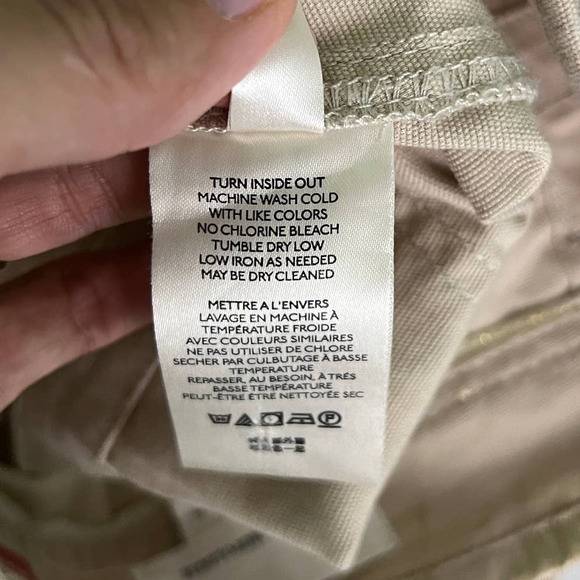 TURN INSIDE OUT
MACHINE WASH COLD
WITH LIKE COLORS
NO CHLORINE BLEACH
TUMBLE DRY LOW
LOW IRON AS NEEDED
MAY BE DRY CLEANED
METTRE A L'ENVERS
LAVAGE EN MACHINE À
TEMPÉRATURE FROIDE
AVEC COULEURS SIMILAIRES
NE PAS UTILISER DE CHLORE
SECHER PAR CULBUTAGE À BASSE
TEMPERATURE
REPASSER, AU BESOIN, À TRÉS
BASSE TEMPÉRATURE
PEUT-ÊTRE ÊTRE NETTOYÉE SEC